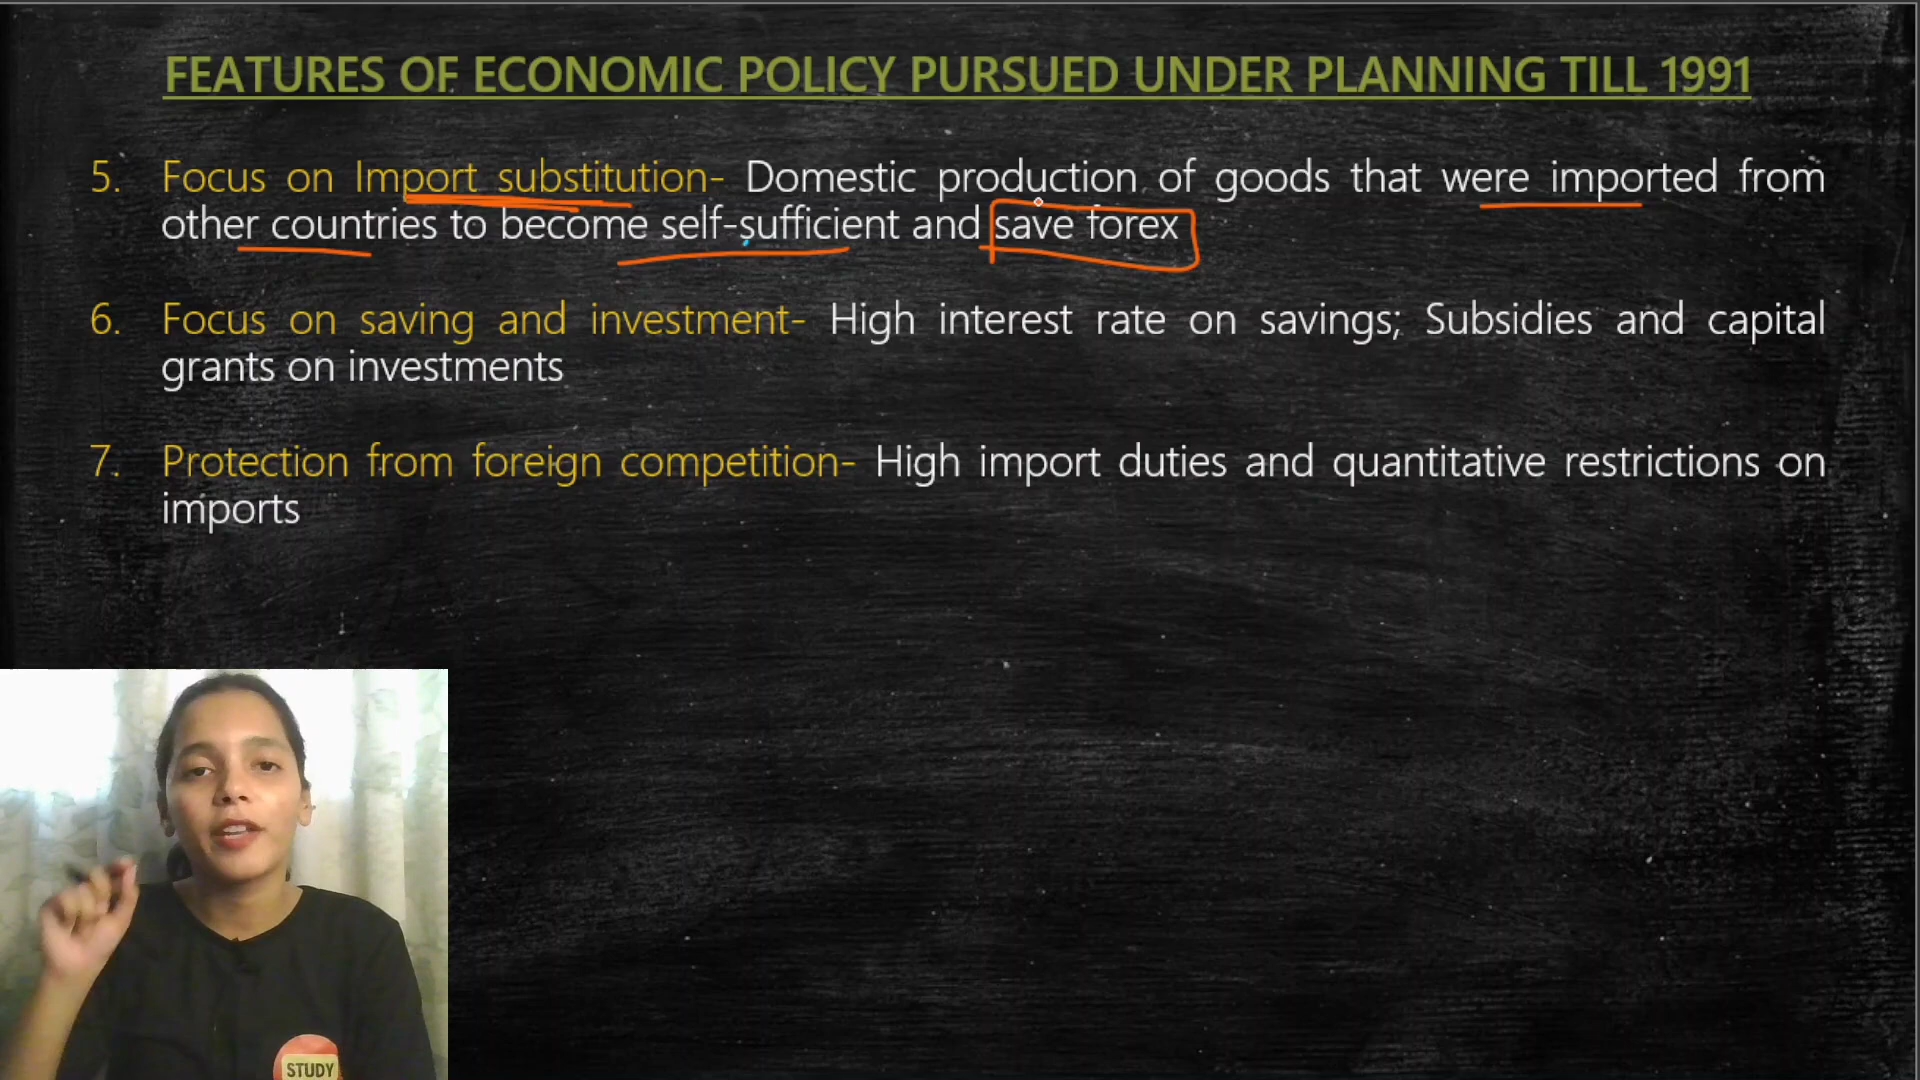 FEATURES OF ECONOMIC POLICY PURSUED UNDER PLANNING TILL 1991
5. Focus on Import substitution- Domestic production of goods that were imported from
other countries to become self-sufficient and save forex
6. Focus on saving and investment- High interest rate on savings; Subsidies and capital
grants on investments
7. Protection from foreign competition- High import duties and quantitative restrictions on
imports
STUDY